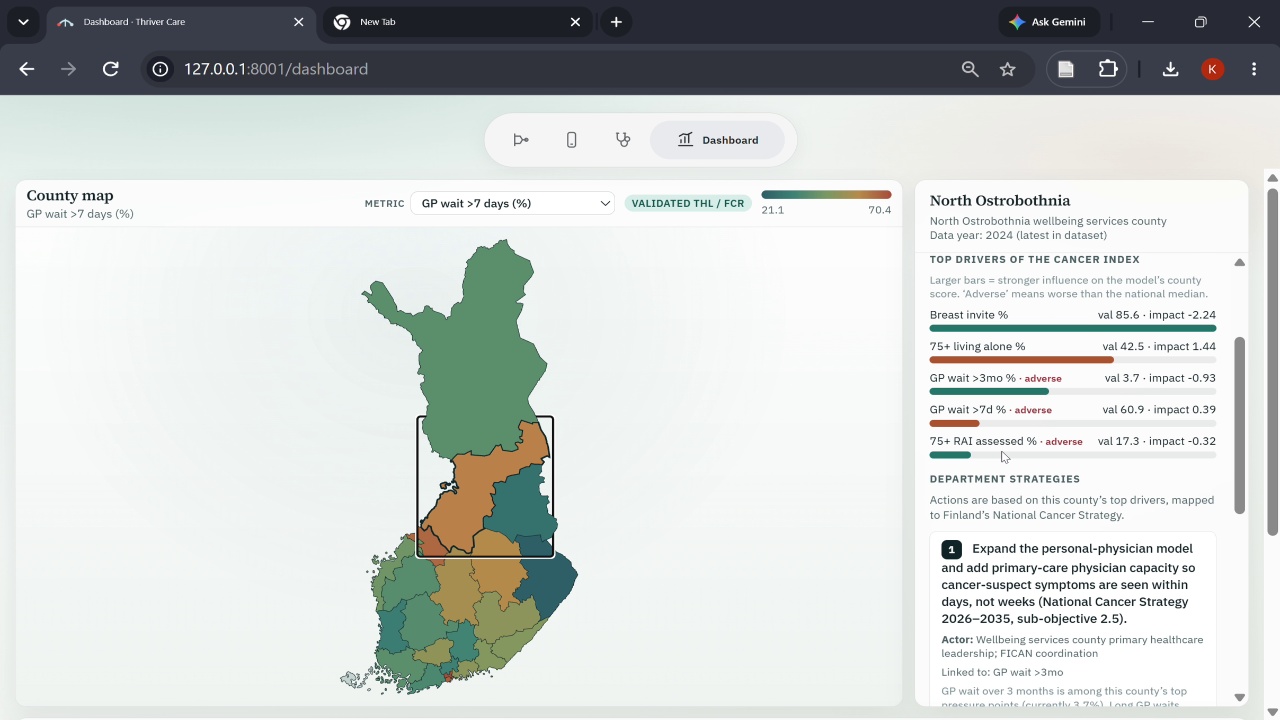 Dashboard · Thriver Care
New Tab
Ask Gemini
127.0.0.1:8001/dashboard
K
Dashboard
County map
GP wait >7 days (%)
METRIC
GP wait >7 days (%)
VALIDATED THL / FCR
21.1
70.4
North Ostrobothnia
North Ostrobothnia wellbeing services county
Data year: 2024 (latest in dataset)
TOP DRIVERS OF THE CANCER INDEX
Larger bars = stronger influence on the model’s county
score. ‘Adverse’ means worse than the national median.
Breast invite % val 85.6 · impact -2.24
75+ living alone % val 42.5 · impact 1.44
GP wait >3mo % · adverse val 3.7 · impact -0.93
GP wait >7d % · adverse val 60.9 · impact 0.39
75+ RAI assessed % · adverse val 17.3 · impact -0.32
DEPARTMENT STRATEGIES
Actions are based on this county’s top drivers, mapped
to Finland’s National Cancer Strategy.
1 Expand the personal-physician model
and add primary-care physician capacity so
cancer-suspect symptoms are seen within
days, not weeks (National Cancer Strategy
2026–2035, sub-objective 2.5).
Actor: Wellbeing services county primary healthcare
leadership; FICAN coordination
Linked to: GP wait >3mo
GP wait over 3 months is among this county’s top
pressure points (currently 3.7%). Long GP waits